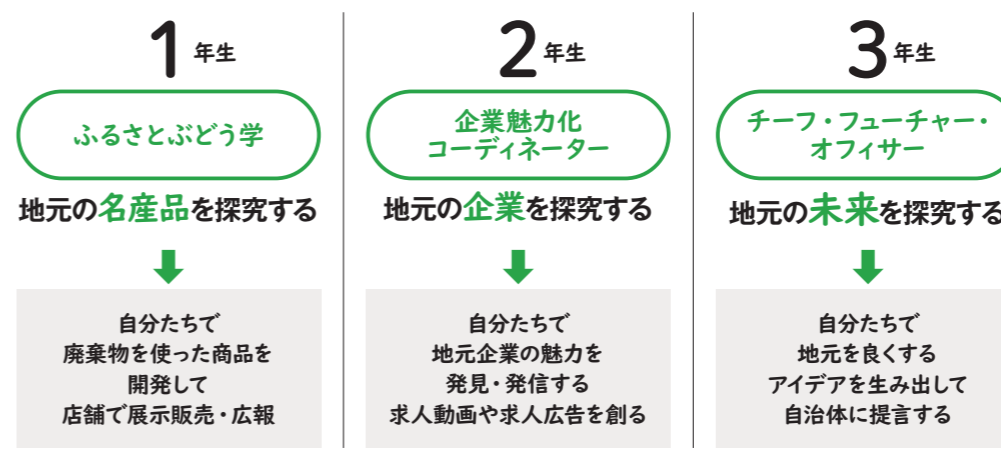 1年生
ふるさとぶどう学
地元の名産品を探究する
自分たちで
廃棄物を使った商品を
開発して
店舗で展示販売・広報
2年生
企業魅力化
コーディネーター
地元の企業を探究する
自分たちで
地元企業の魅力を
発見・発信する
求人動画や求人広告を創る
3年生
チーフ・フューチャー・
オフィサー
地元の未来を探究する
自分たちで
地元を良くする
アイデアを生み出して
自治体に提言する